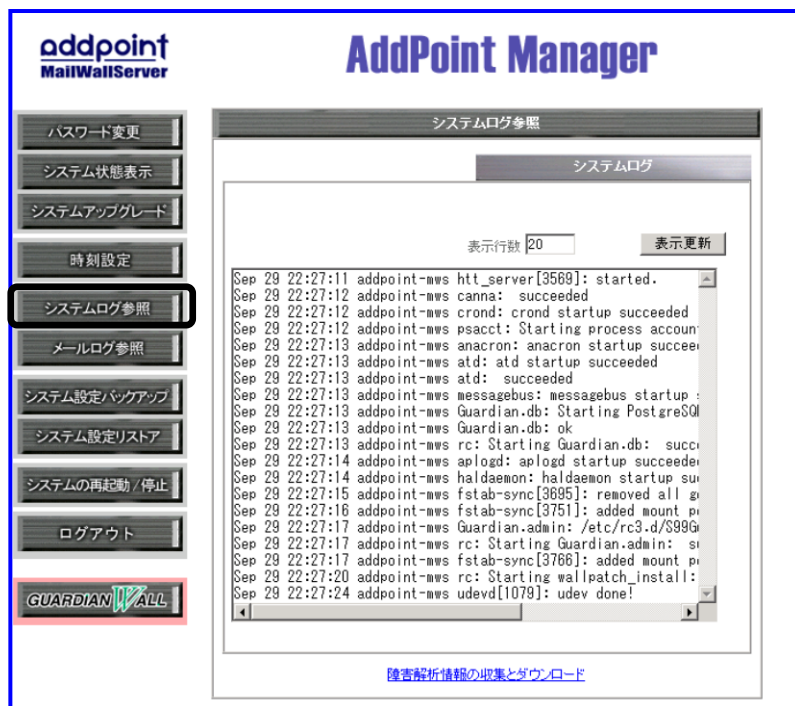 addpoint
MailWallServer
AddPoint Manager
パスワード変更
システム状態表示
システムアップグレード
時刻設定
システムログ参照
メールログ参照
システム設定バックアップ
システム設定リストア
システムの再起動/停止
ログアウト
GUARDIANWALL
システムログ参照
システムログ
表示行数 20 表示更新
Sep 29 22:27:11 addpoint-mws htt_server[3569]: started.
Sep 29 22:27:12 addpoint-mws canna: succeeded
Sep 29 22:27:12 addpoint-mws crond: crond startup succeeded
Sep 29 22:27:12 addpoint-mws psacct: Starting process accoun
Sep 29 22:27:13 addpoint-mws anacron: anacron startup succee
Sep 29 22:27:13 addpoint-mws atd: atd startup succeeded
Sep 29 22:27:13 addpoint-mws atd: succeeded
Sep 29 22:27:13 addpoint-mws messagebus: messagebus startup
Sep 29 22:27:13 addpoint-mws Guardian.db: Starting PostgreSQ
Sep 29 22:27:13 addpoint-mws Guardian.db: ok
Sep 29 22:27:13 addpoint-mws rc: Starting Guardian.db: succ
Sep 29 22:27:14 addpoint-mws aplogd: aplogd startup succeede
Sep 29 22:27:14 addpoint-mws haldaemon: haldaemon startup su
Sep 29 22:27:15 addpoint-mws fstab-sync[3695]: removed all g
Sep 29 22:27:16 addpoint-mws fstab-sync[3751]: added mount p
Sep 29 22:27:17 addpoint-mws Guardian.admin: /etc/rc3.d/S99G
Sep 29 22:27:17 addpoint-mws rc: Starting Guardian.admin: s
Sep 29 22:27:17 addpoint-mws fstab-sync[3766]: added mount p
Sep 29 22:27:20 addpoint-mws rc: Starting wallpatch_install:
Sep 29 22:27:24 addpoint-mws udevd[1079]: udev done!
障害解析情報の収集とダウンロード